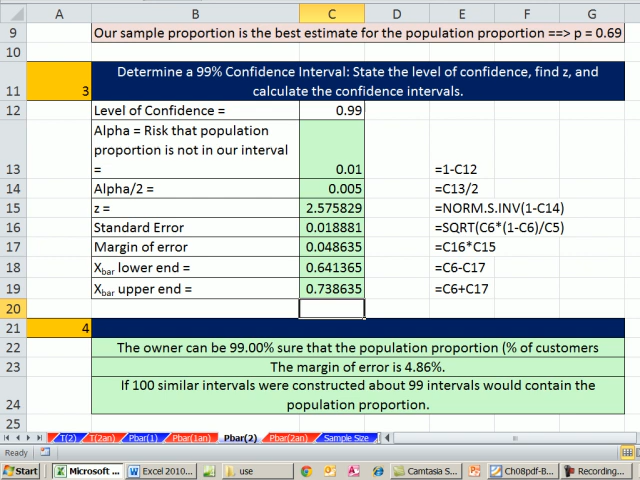 A B C D E F G
9 Our sample proportion is the best estimate for the population proportion ==> p = 0.69
10
11 3 Determine a 99% Confidence Interval: State the level of confidence, find z, and
calculate the confidence intervals.
12 Level of Confidence = 0.99
Alpha = Risk that population
proportion is not in our interval
13 = 0.01 =1-C12
14 Alpha/2 = 0.005 =C13/2
15 z = 2.575829 =NORM.S.INV(1-C14)
16 Standard Error 0.018881 =SQRT(C6*(1-C6)/C5)
17 Margin of error 0.048635 =C16*C15
18 Xbar lower end = 0.641365 =C6-C17
19 Xbar upper end = 0.738635 =C6+C17
20
21 4
22 The owner can be 99.00% sure that the population proportion (% of customers
23 The margin of error is 4.86%.
If 100 similar intervals were constructed about 99 intervals would contain the
24 population proportion.
25
T(2) T(2an) Pbar(1) Pbar(1an) Pbar(2) Pbar(2an) Sample Size
Ready
Start Microsoft ... Excel 2010... use Camtasia S... Ch08pdf-B... Recording...